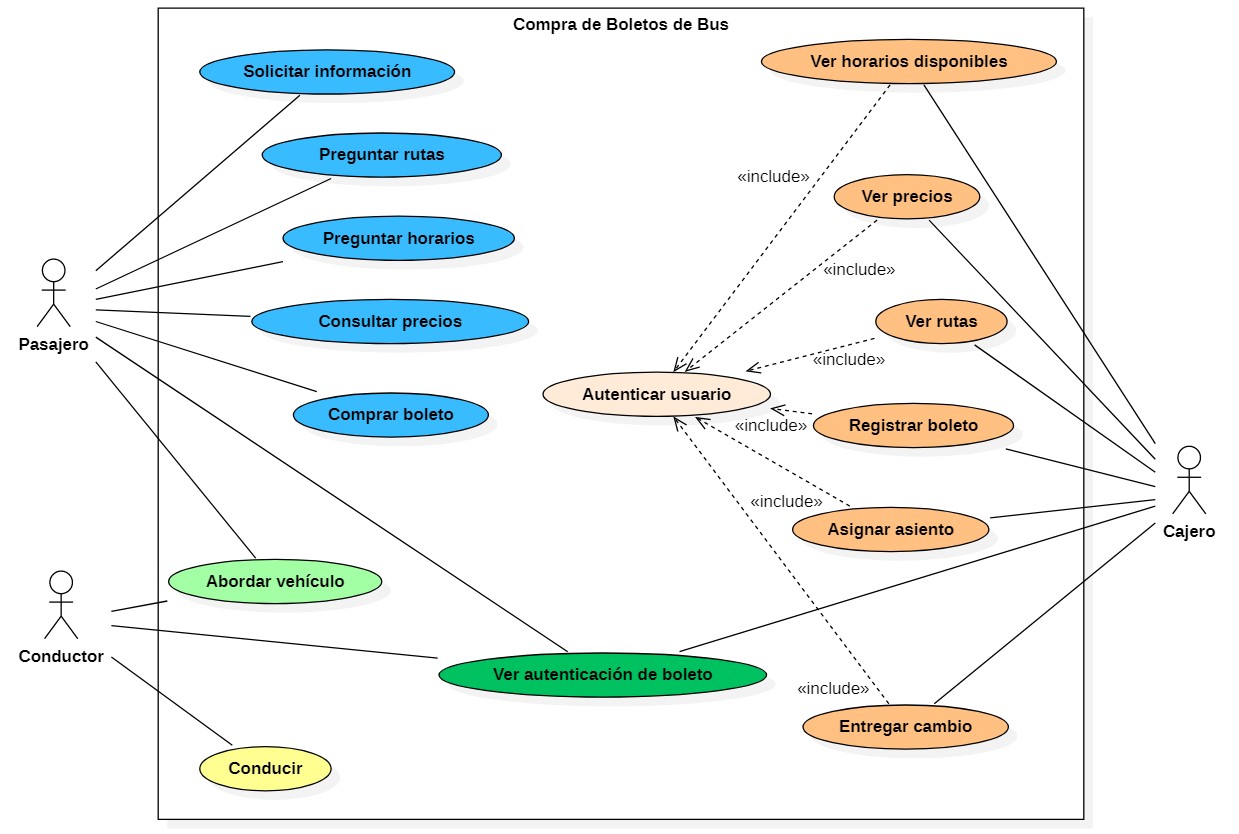 Compra de Boletos de Bus
Solicitar información
Ver horarios disponibles
Preguntar rutas
«include»
Ver precios
Preguntar horarios
«include»
Pasajero
Consultar precios
Ver rutas
«include»
Autenticar usuario
Comprar boleto
«include»
Registrar boleto
«include»
Asignar asiento
Cajero
Abordar vehículo
Conductor
Ver autenticación de boleto
«include»
Entregar cambio
Conducir